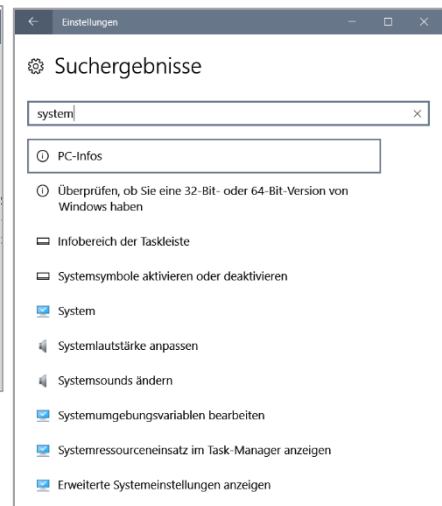 Einstellungen
Suchergebnisse
system
PC-Infos
Überprüfen, ob Sie eine 32-Bit- oder 64-Bit-Version von
Windows haben
Infobereich der Taskleiste
Systemsymbole aktivieren oder deaktivieren
System
Systemlautstärke anpassen
Systemsounds ändern
Systemumgebungsvariablen bearbeiten
Systemressourceneinsatz im Task-Manager anzeigen
Erweiterte Systemeinstellungen anzeigen